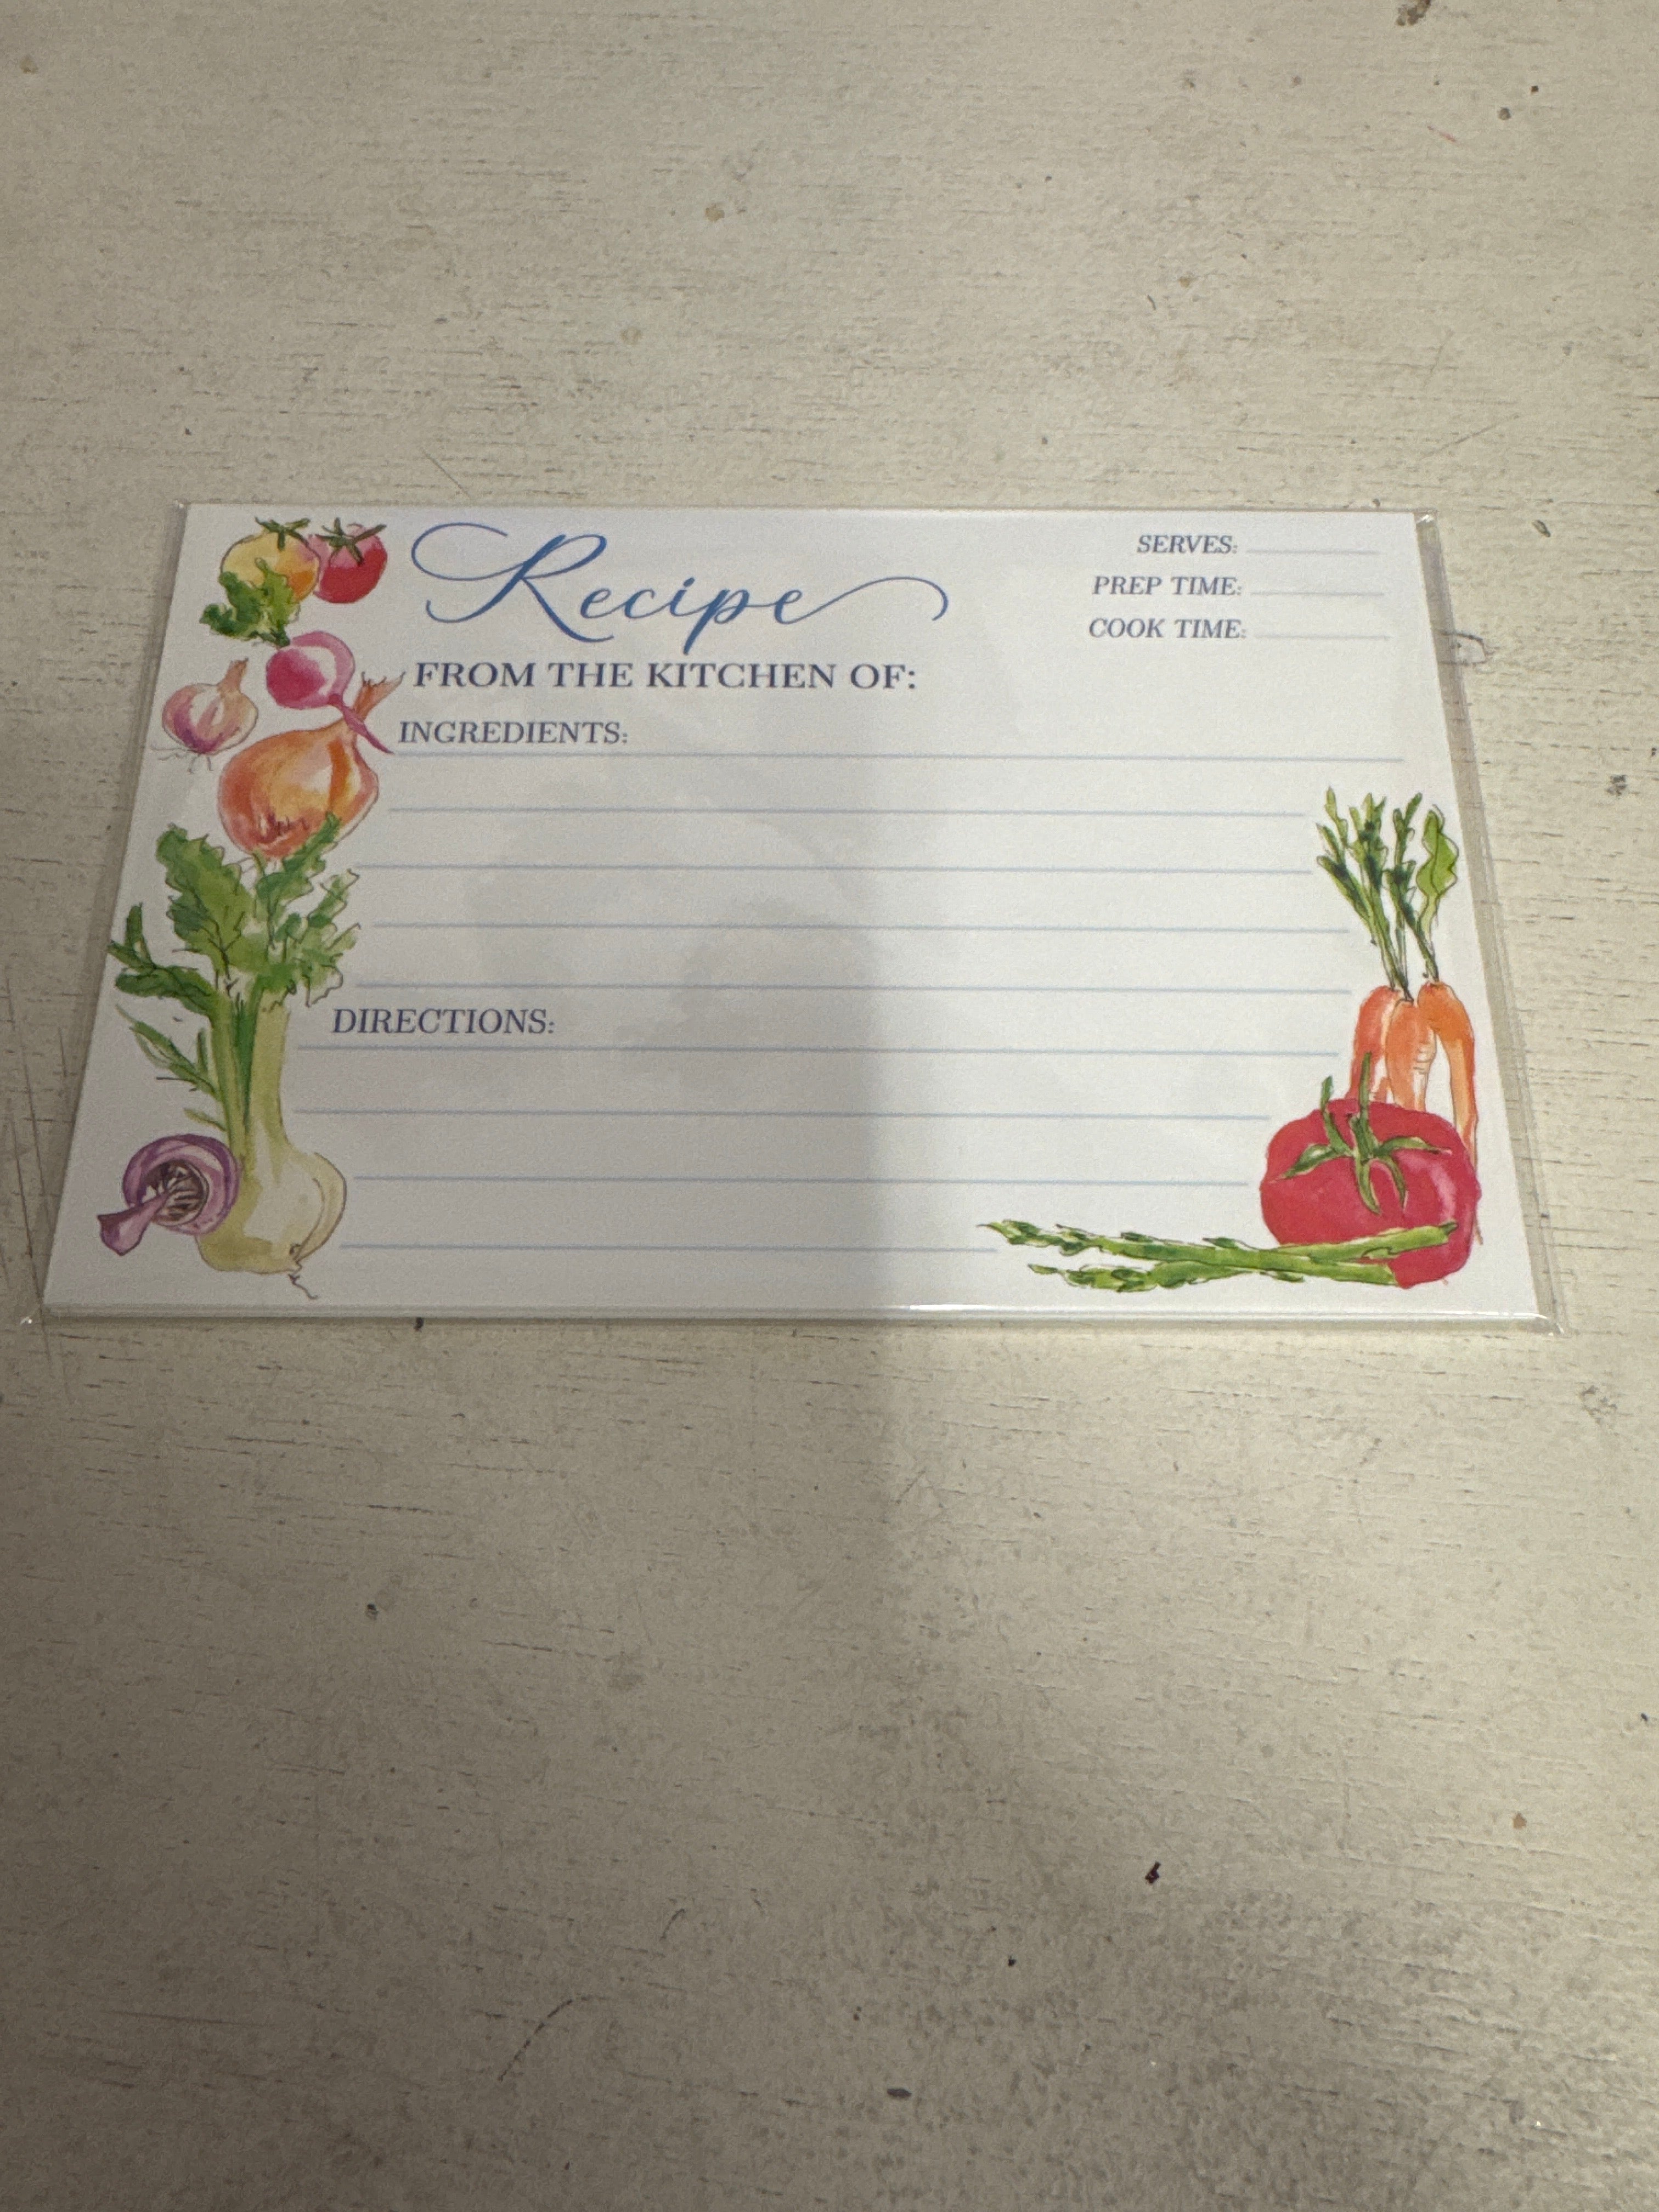 Recipe
SERVES:
PREP TIME:
COOK TIME:
FROM THE KITCHEN OF:
INGREDIENTS:
DIRECTIONS: